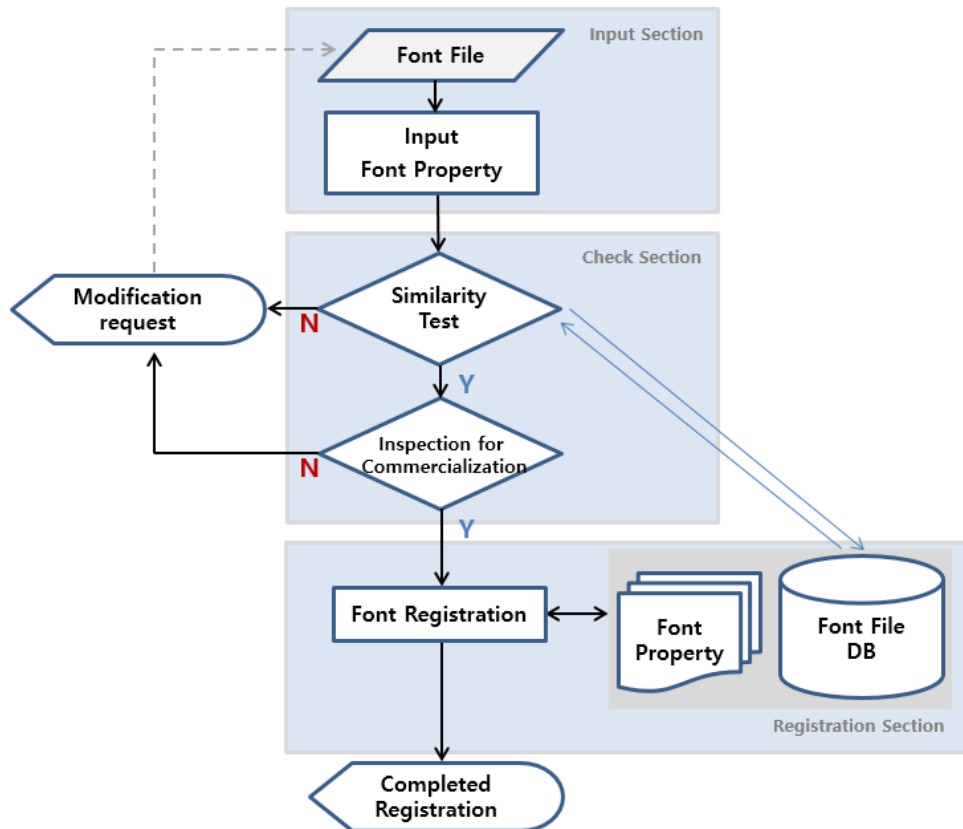 Input Section
Font File
Input
Font Property
Check Section
Similarity
Test
Modification
request
N
Y
Inspection for
Commercialization
N
Y
Font Registration
Font
Property
Font File
DB
Registration Section
Completed
Registration